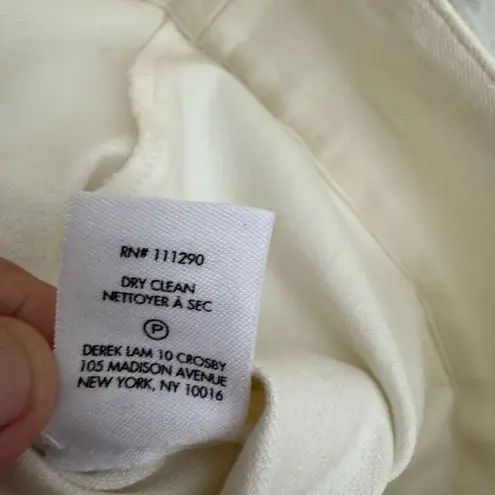 RN# 111290
DRY CLEAN
NETTOYER À SEC
P
DEREK LAM 10 CROSBY
105 MADISON AVENUE
NEW YORK, NY 10016